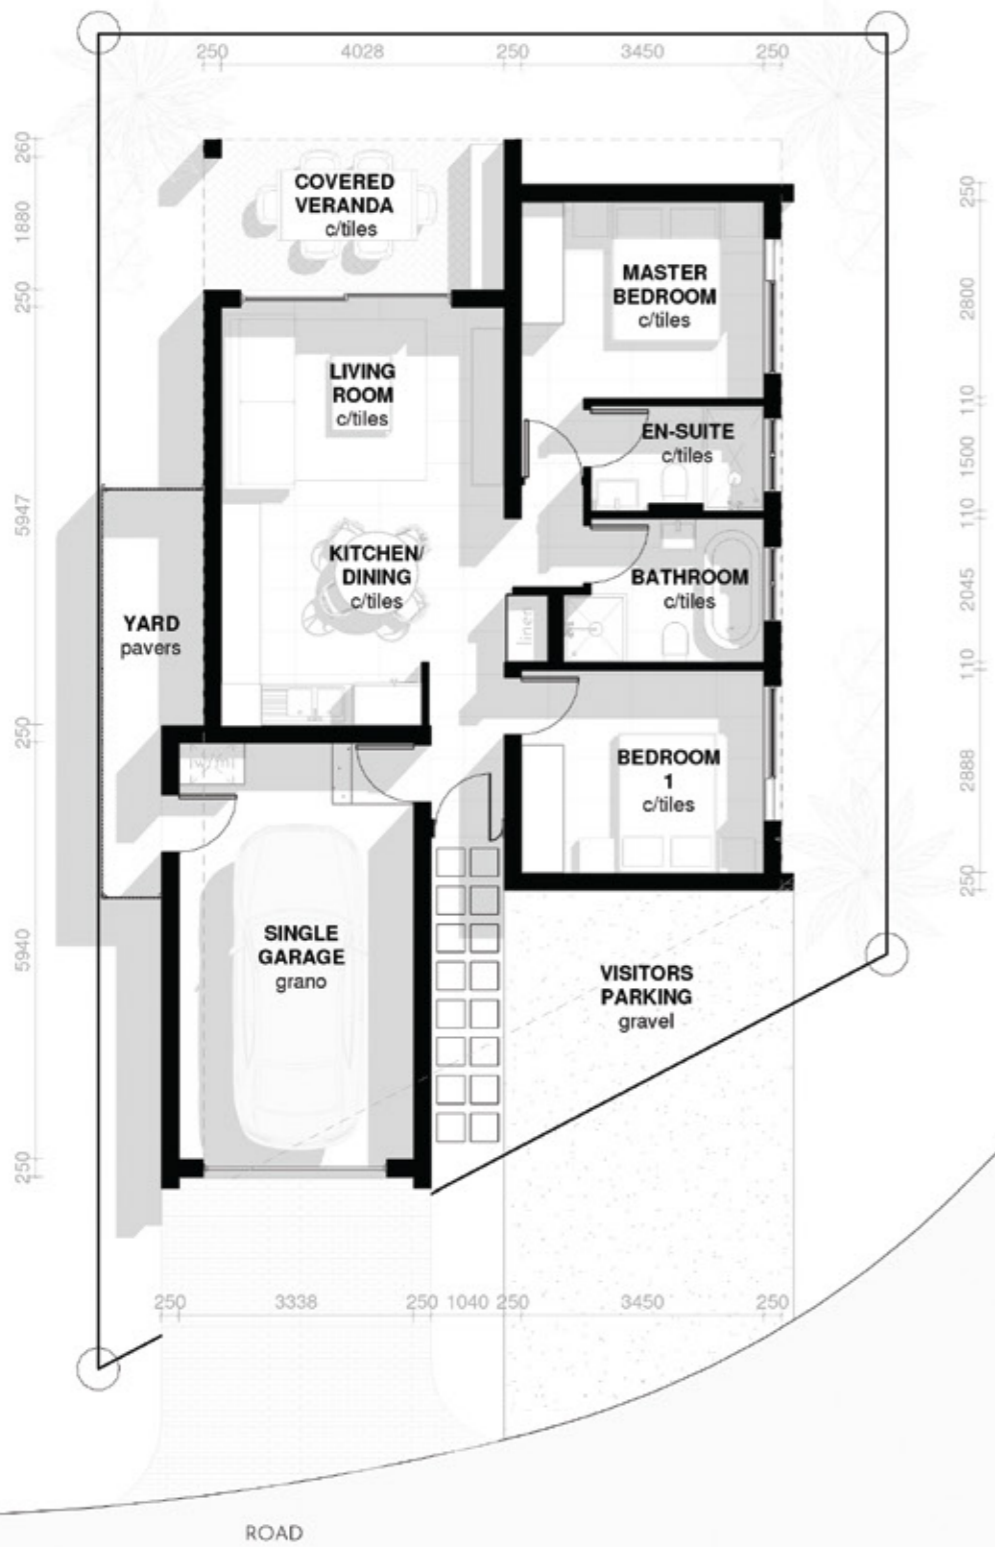 250 4028 250 3450 250
260
1880
250
5947
250
5940
250
COVERED
VERANDA
c/tiles
MASTER
BEDROOM
c/tiles
LIVING
ROOM
c/tiles
EN-SUITE
c/tiles
KITCHEN/
DINING
c/tiles
BATHROOM
c/tiles
linen
YARD
pavers
BEDROOM
1
c/tiles
w/m
SINGLE
GARAGE
grano
VISITORS
PARKING
gravel
250
2800
110
1500
110
2045
110
2888
250
250 3338 250 1040 250 3450 250
ROAD